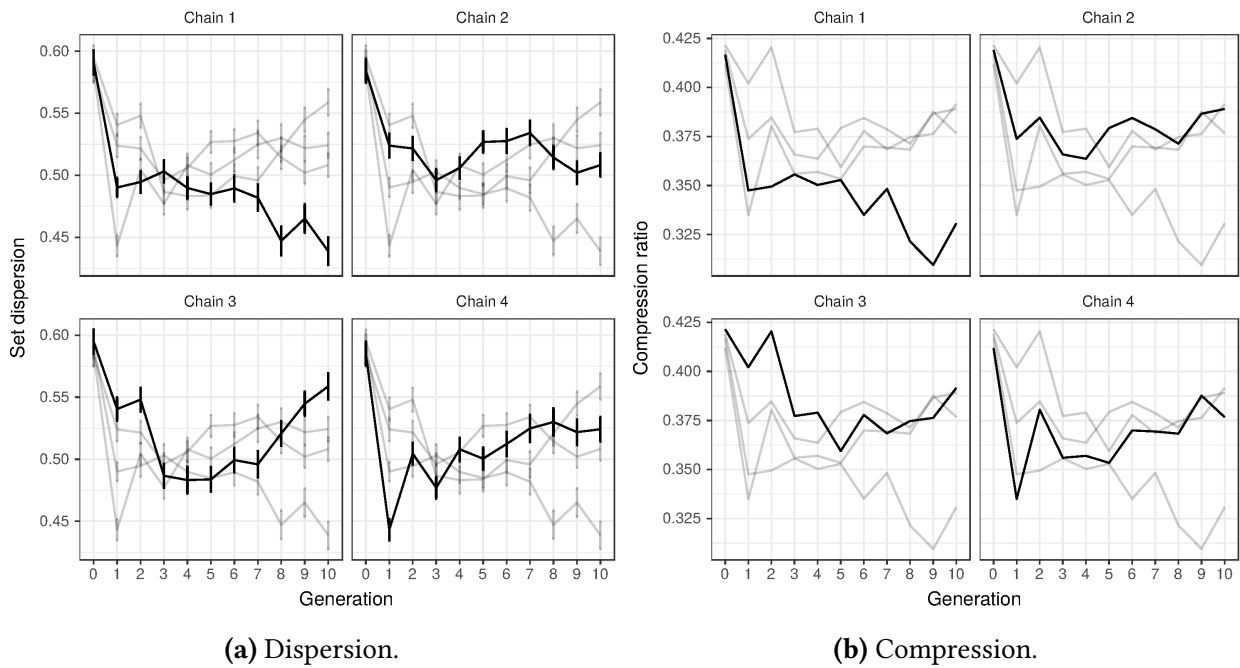 Chain 1
Chain 2
Chain 1
Chain 2
0.60
0.55
0.50
0.45
0.425
0.400
0.375
0.350
0.325
Set dispersion
Compression ratio
Chain 3
Chain 4
Chain 3
Chain 4
0.60
0.55
0.50
0.45
0.425
0.400
0.375
0.350
0.325
0 1 2 3 4 5 6 7 8 9 10
0 1 2 3 4 5 6 7 8 9 10
0 1 2 3 4 5 6 7 8 9 10
0 1 2 3 4 5 6 7 8 9 10
Generation
Generation
(a) Dispersion.
(b) Compression.